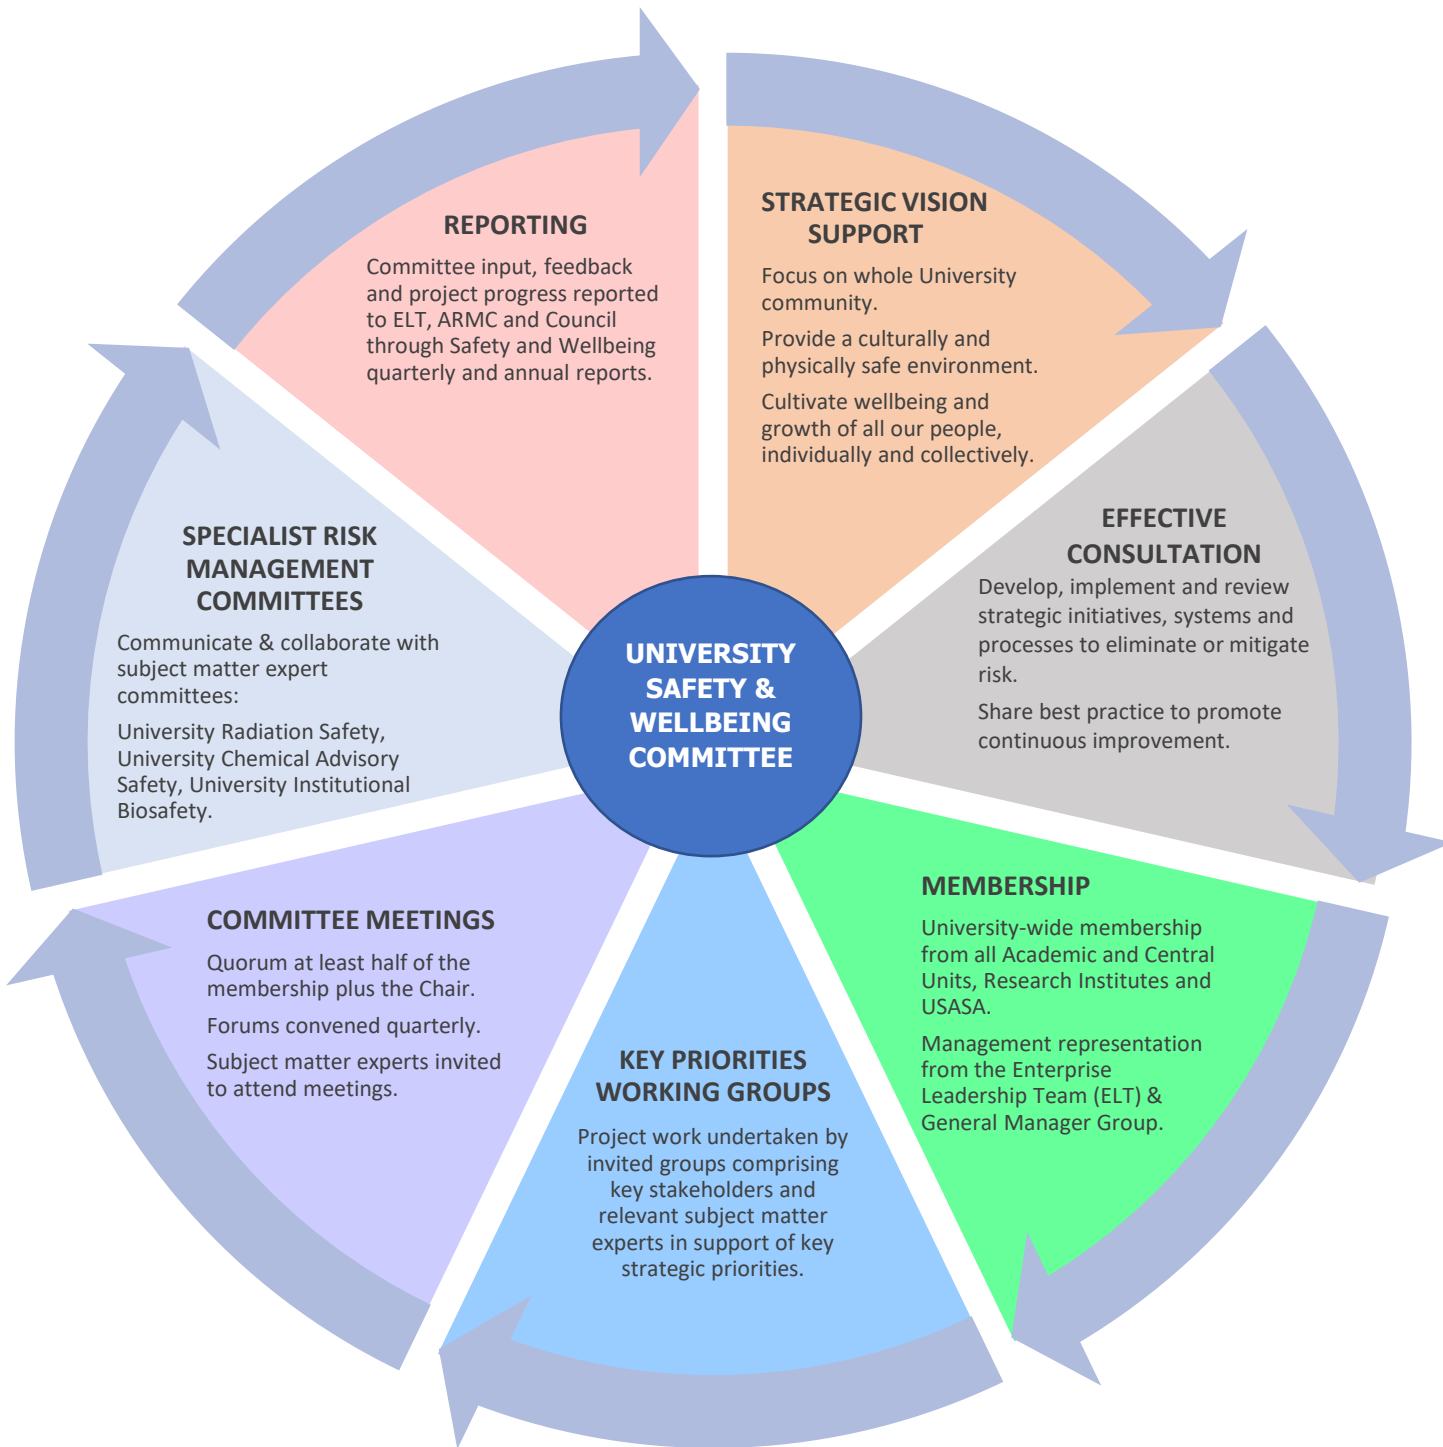 STRATEGIC VISION
SUPPORT
Focus on whole University
community.
Provide a culturally and
physically safe environment.
Cultivate wellbeing and
growth of all our people,
individually and collectively.
EFFECTIVE
CONSULTATION
Develop, implement and review
strategic initiatives, systems and
processes to eliminate or mitigate
risk.
Share best practice to promote
continuous improvement.
MEMBERSHIP
University-wide membership
from all Academic and Central
Units, Research Institutes and
USASA.
Management representation
from the Enterprise
Leadership Team (ELT) &
General Manager Group.
KEY PRIORITIES
WORKING GROUPS
Project work undertaken by
invited groups comprising
key stakeholders and
relevant subject matter
experts in support of key
strategic priorities.
COMMITTEE MEETINGS
Quorum at least half of the
membership plus the Chair.
Forums convened quarterly.
Subject matter experts invited
to attend meetings.
SPECIALIST RISK
MANAGEMENT
COMMITTEES
Communicate & collaborate with
subject matter expert
committees:
University Radiation Safety,
University Chemical Advisory
Safety, University Institutional
Biosafety.
REPORTING
Committee input, feedback
and project progress reported
to ELT, ARMC and Council
through Safety and Wellbeing
quarterly and annual reports.
UNIVERSITY
SAFETY &
WELLBEING
COMMITTEE